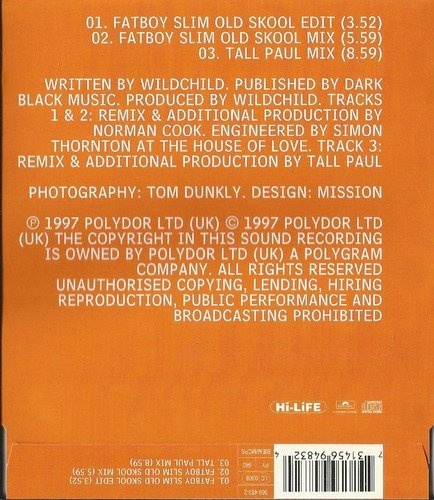 01. FATBOY SLIM OLD SKOOL EDIT (3.52)
02. FATBOY SLIM OLD SKOOL MIX (5.59)
03. TALL PAUL MIX (8.59)
WRITTEN BY WILDCHILD. PUBLISHED BY DARK
BLACK MUSIC. PRODUCED BY WILDCHILD. TRACKS
1 & 2: REMIX & ADDITIONAL PRODUCTION BY
NORMAN COOK. ENGINEERED BY SIMON
THORNTON AT THE HOUSE OF LOVE. TRACK 3:
REMIX & ADDITIONAL PRODUCTION BY TALL PAUL
PHOTOGRAPHY: TOM DUNKLY. DESIGN: MISSION
℗ 1997 POLYDOR LTD (UK) © 1997 POLYDOR LTD
(UK) THE COPYRIGHT IN THIS SOUND RECORDING
IS OWNED BY POLYDOR LTD (UK) A POLYGRAM
COMPANY. ALL RIGHTS RESERVED
UNAUTHORISED COPYING, LENDING, HIRING
REPRODUCTION, PUBLIC PERFORMANCE AND
BROADCASTING PROHIBITED
Hi-LiFE
01 FATBOY SLIM OLD SKOOL EDIT (3.52)
02 FATBOY SLIM OLD SKOOL MIX (5.59)
03 TALL PAUL MIX (8.59)
BIEM/MCPS
PY 940
LC 6909
7 31456 94832